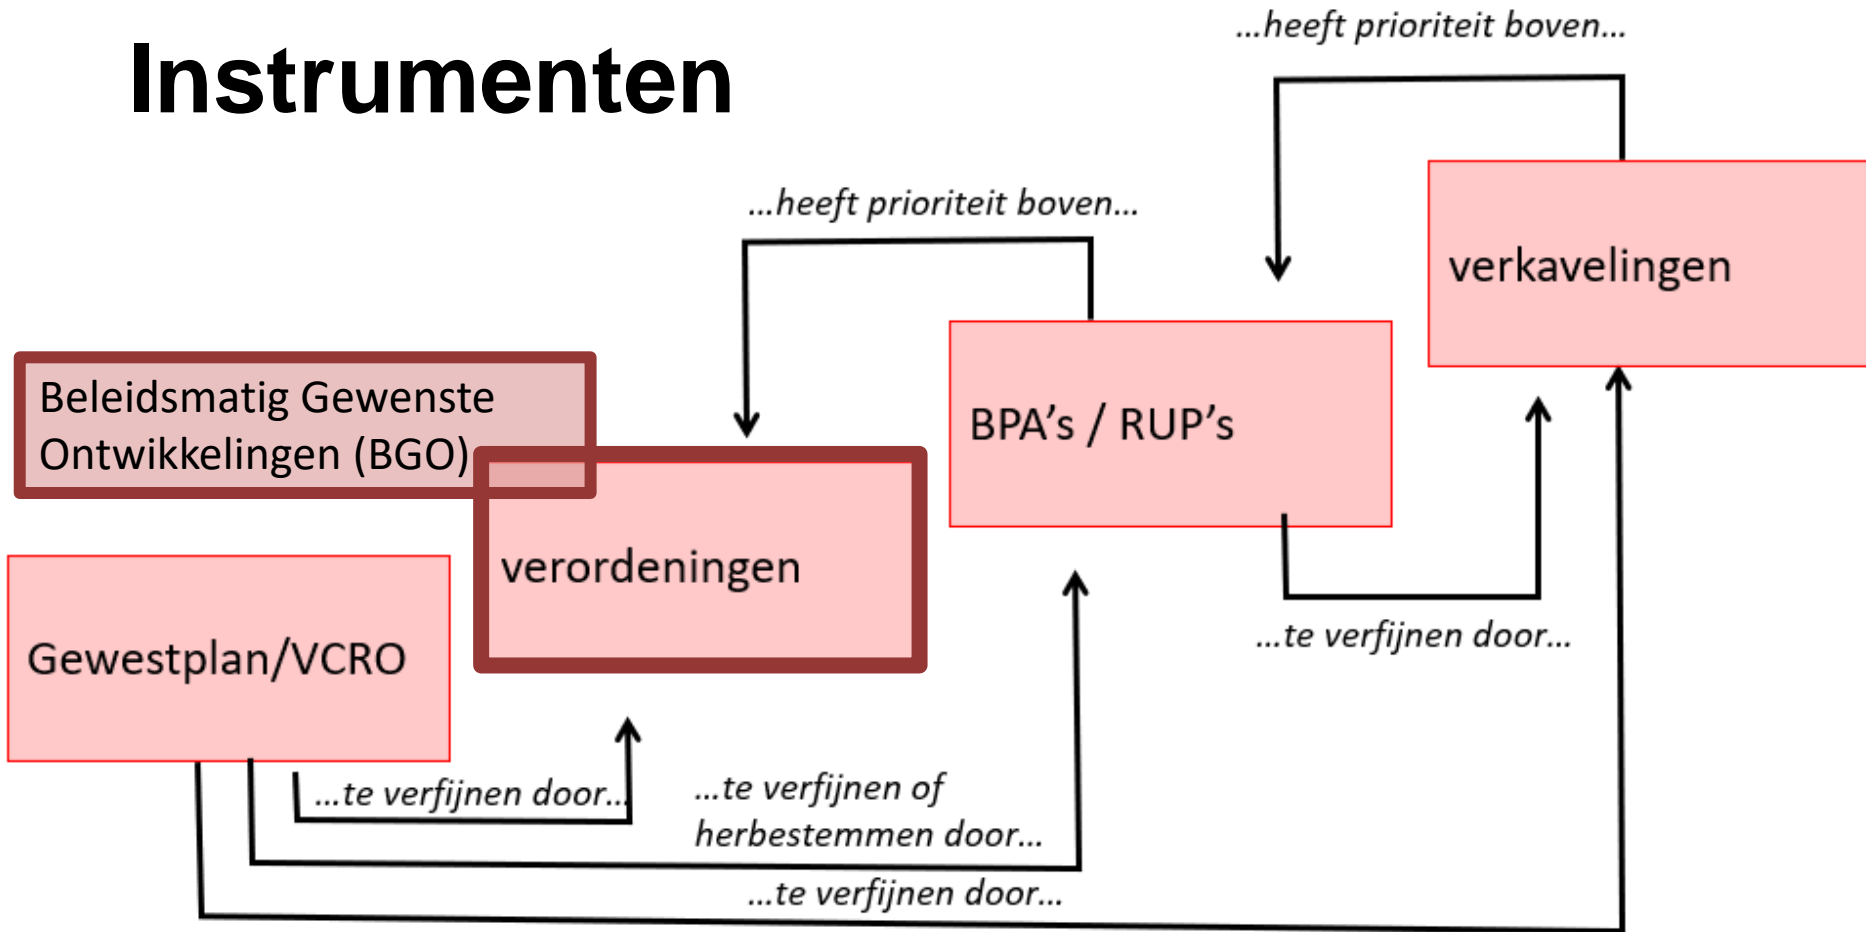 Instrumenten
...heeft prioriteit boven...
...heeft prioriteit boven...
verkavelingen
Beleidsmatig Gewenste
Ontwikkelingen (BGO)
BPA’s / RUP’s
verordeningen
Gewestplan/VCRO
...te verfijnen door...
...te verfijnen door...
...te verfijnen of
herbestemmen door...
...te verfijnen door...